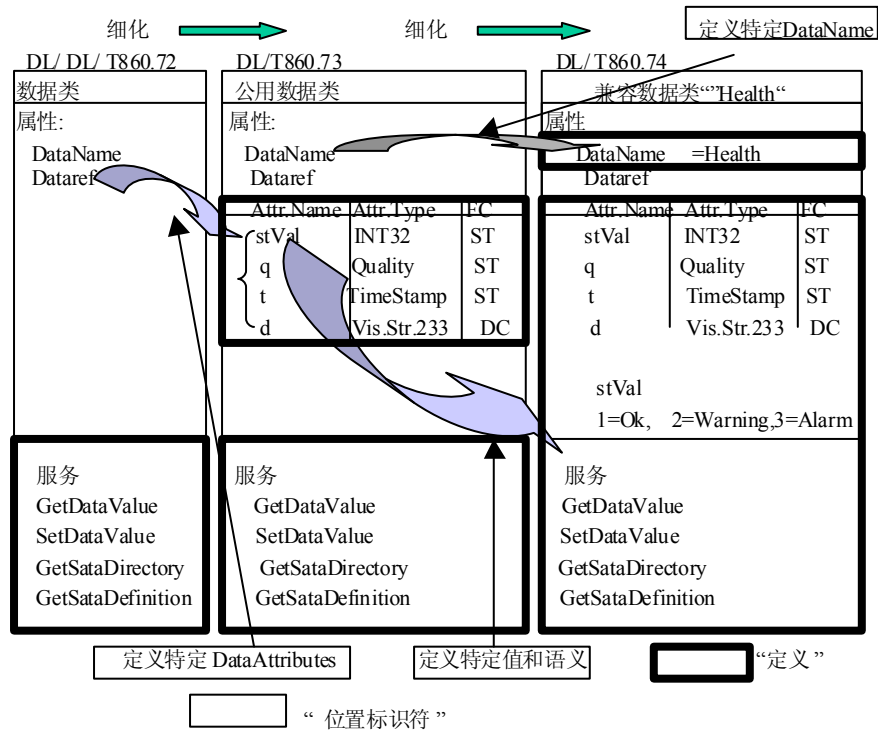 细化 细化 定义特定DataName
DL/ DL/ T860.72 DL/T860.73 DL/T860.74
数据类 公用数据类 兼容数据类“”Health“
属性: 属性: 属性
DataName DataName DataName =Health
Dataref Dataref Dataref
Attr.Name Attr.Type FC Attr.Name Attr.Type FC
stVal INT32 ST stVal INT32 ST
q Quality ST q Quality ST
t TimeStamp ST t TimeStamp ST
d Vis.Str.233 DC d Vis.Str.233 DC
stVal
1=Ok, 2=Warning,3=Alarm
服务 服务 服务
GetDataValue GetDataValue GetDataValue
SetDataValue SetDataValue SetDataValue
GetSataDirectory GetSataDirectory GetSataDirectory
GetSataDefinition GetSataDefinition GetSataDefinition
定义特定 DataAttributes 定义特定值和语义 “定义”
“ 位置标识符 ”